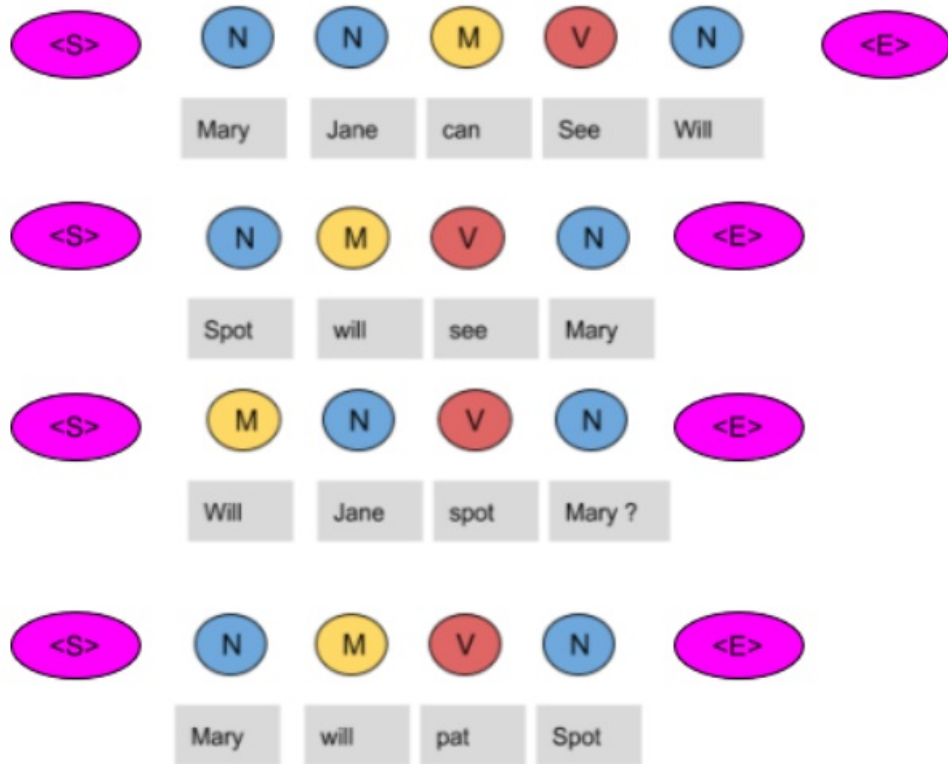 <S> N N M V N <E>
Mary Jane can See Will
<S> N M V N <E>
Spot will see Mary
<S> M N V N <E>
Will Jane spot Mary ?
<S> N M V N <E>
Mary will pat Spot